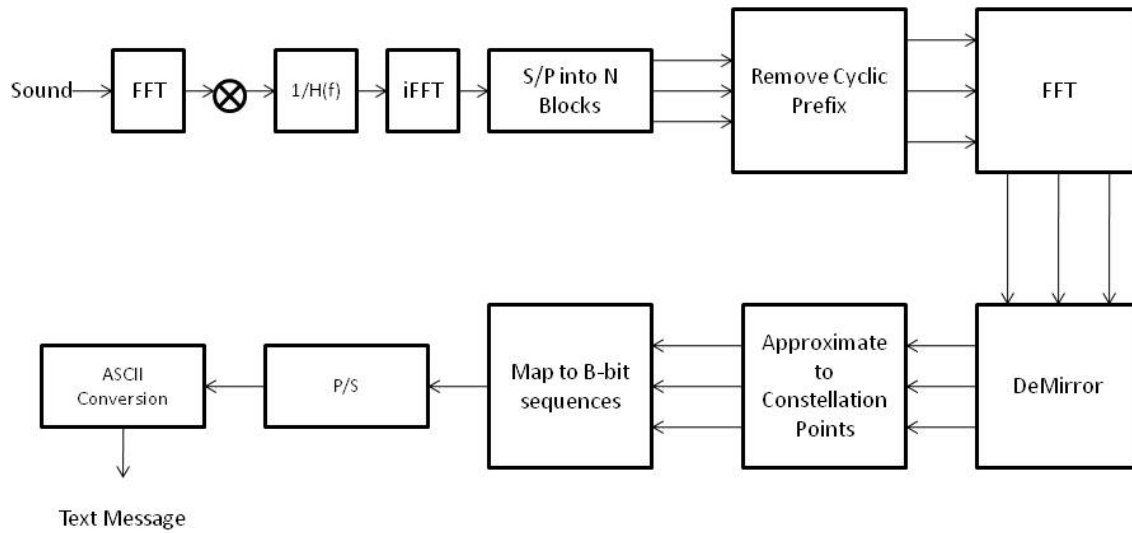 Sound
FFT
1/H(f)
iFFT
S/P into N
Blocks
Remove Cyclic
Prefix
FFT
DeMirror
Approximate
to
Constellation
Points
Map to B-bit
sequences
P/S
ASCII
Conversion
Text Message